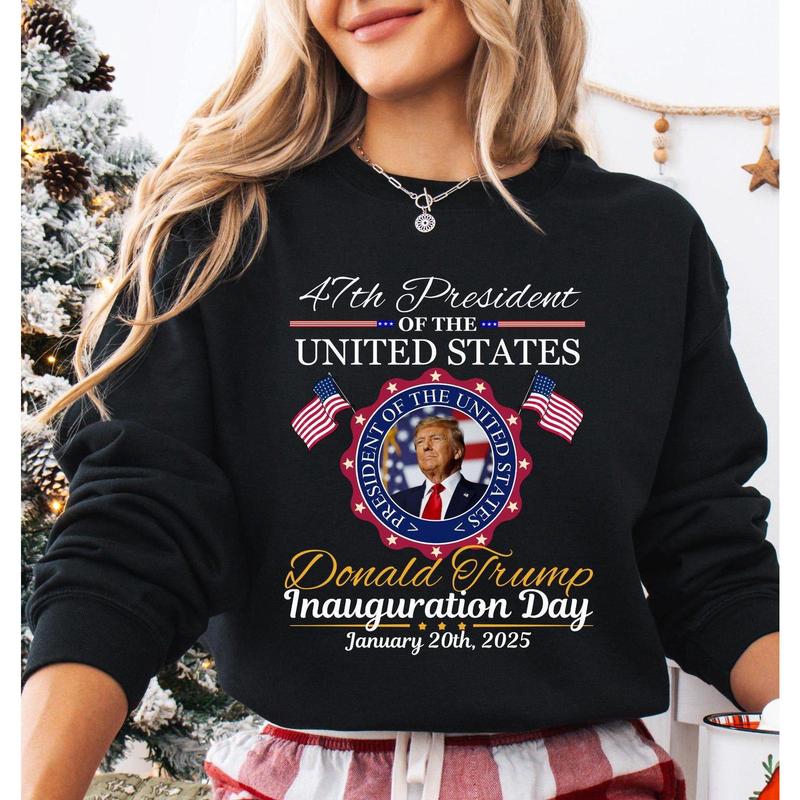 47th President
OF THE
UNITED STATES
PRESIDENT OF THE UNITED STATES
Donald Trump
Inauguration Day
January 20th, 2025